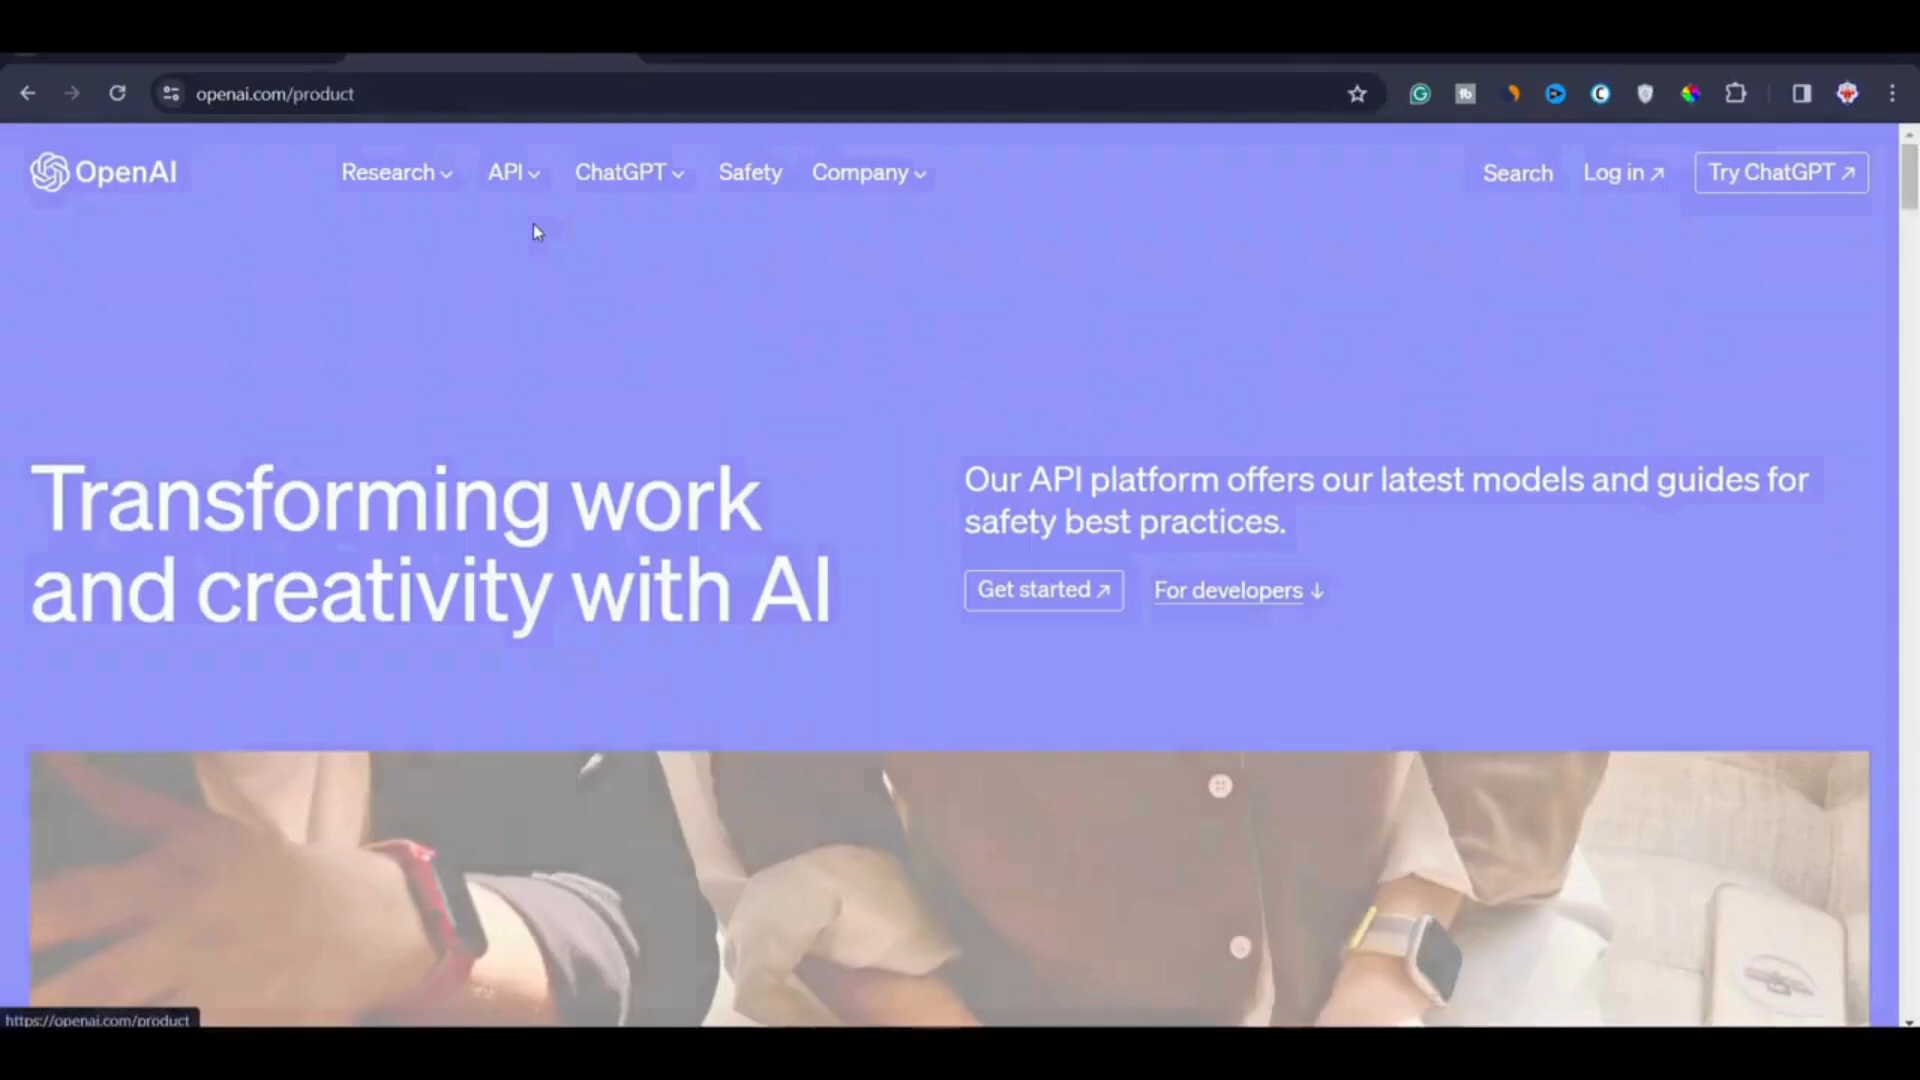 openai.com/product
OpenAI
Research
API
ChatGPT
Safety
Company
Search
Log in ↗
Try ChatGPT ↗
Transforming work
and creativity with AI
Our API platform offers our latest models and guides for
safety best practices.
Get started ↗
For developers ↓
https://openai.com/product